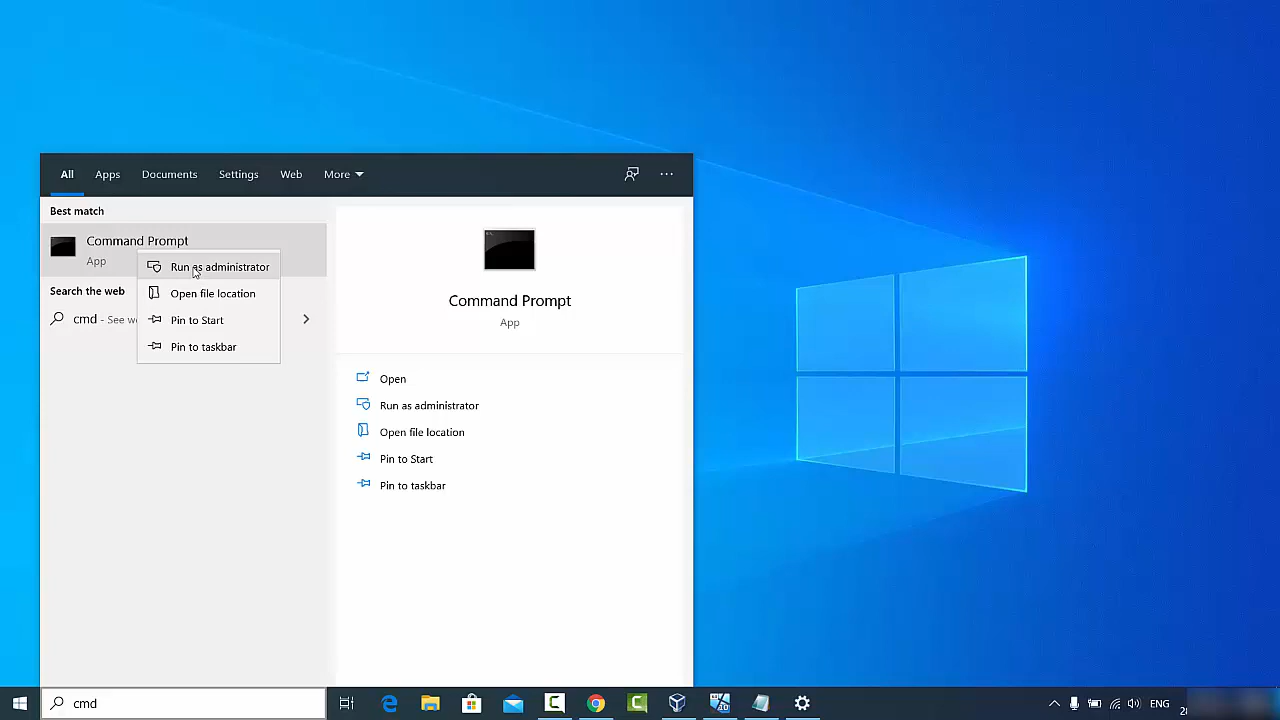 All Apps Documents Settings Web More
Best match
Command Prompt
App
Run as administrator
Open file location
Pin to Start
Pin to taskbar
Search the web
cmd - See
Command Prompt
App
Open
Run as administrator
Open file location
Pin to Start
Pin to taskbar
cmd
ENG